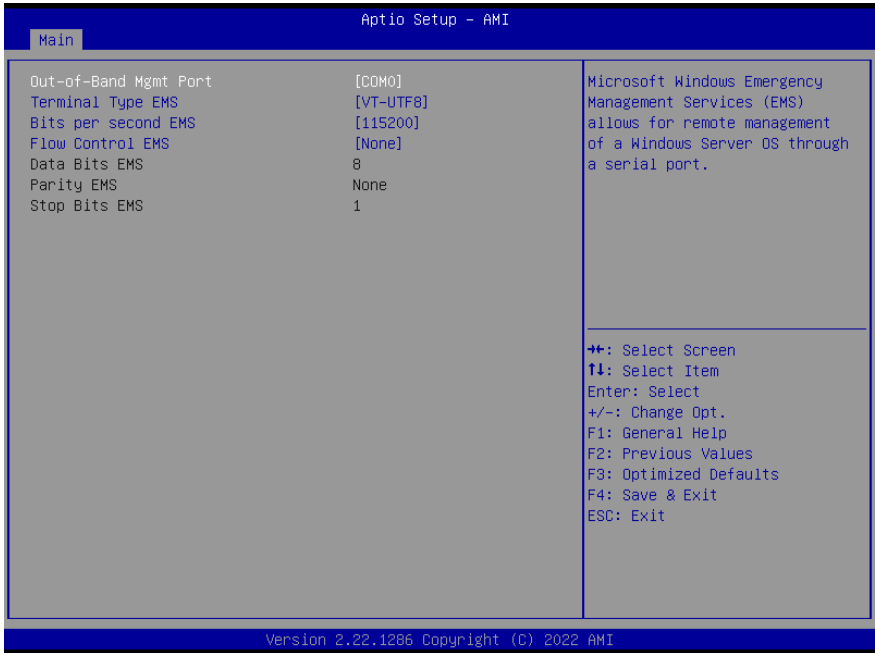 Aptio Setup - AMI
Main
Out-of-Band Mgmt Port [COM0]
Terminal Type EMS [VT-UTF8]
Bits per second EMS [115200]
Flow Control EMS [None]
Data Bits EMS 8
Parity EMS None
Stop Bits EMS 1
Microsoft Windows Emergency
Management Services (EMS)
allows for remote management
of a Windows Server OS through
a serial port.
→←: Select Screen
↑↓: Select Item
Enter: Select
+/-: Change Opt.
F1: General Help
F2: Previous Values
F3: Optimized Defaults
F4: Save & Exit
ESC: Exit
Version 2.22.1286 Copyright (C) 2022 AMI